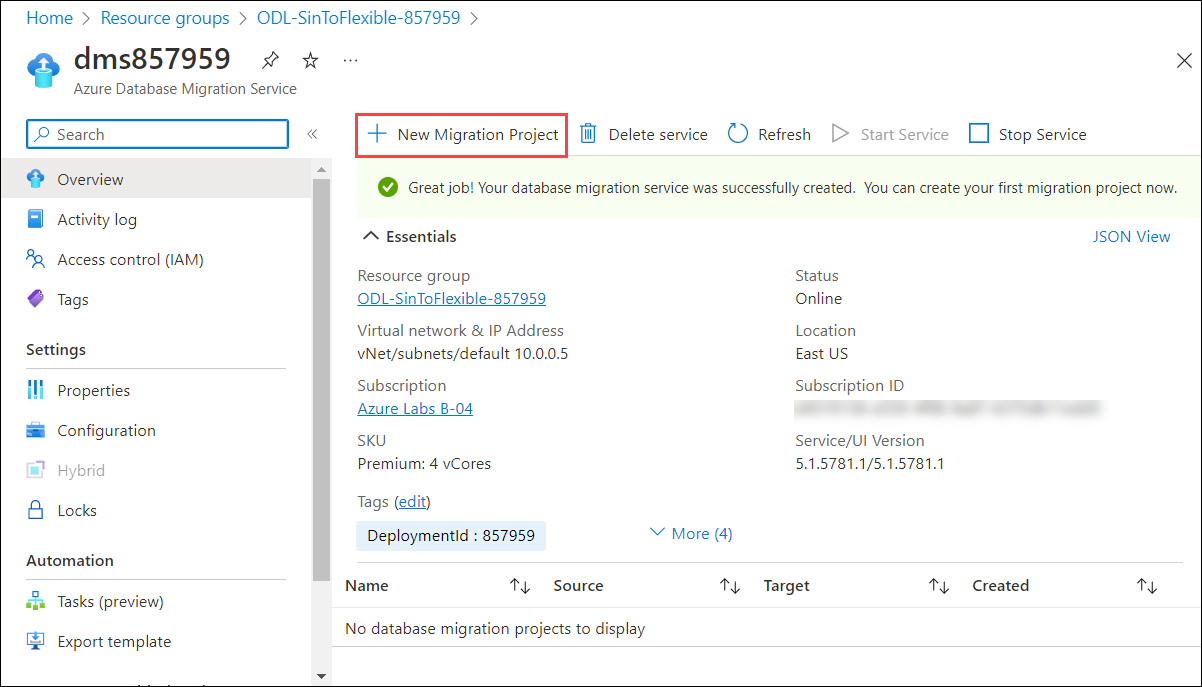 Home > Resource groups > ODL-SinToFlexible-857959 >
dms857959
Azure Database Migration Service
Search
Overview
Activity log
Access control (IAM)
Tags
Settings
Properties
Configuration
Hybrid
Locks
Automation
Tasks (preview)
Export template
New Migration Project Delete service Refresh Start Service Stop Service
Great job! Your database migration service was successfully created. You can create your first migration project now.
Essentials JSON View
Resource group
ODL-SinToFlexible-857959
Status
Online
Virtual network & IP Address
vNet/subnets/default 10.0.0.5
Location
East US
Subscription
Azure Labs B-04
Subscription ID
SKU
Premium: 4 vCores
Service/UI Version
5.1.5781.1/5.1.5781.1
Tags (edit)
DeploymentId : 857959 More (4)
Name Source Target Created
No database migration projects to display